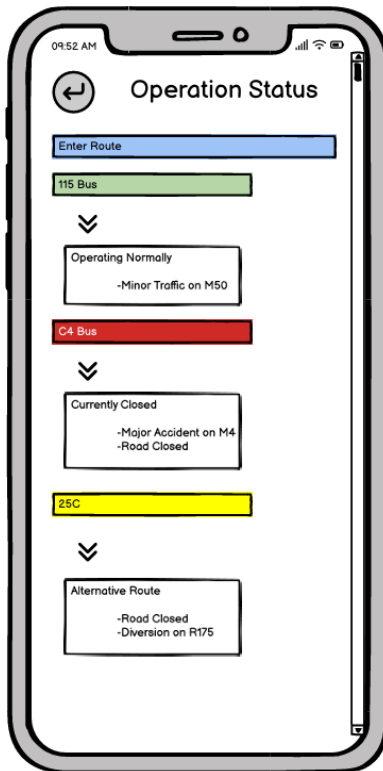 09:52 AM
Operation Status
Enter Route
115 Bus
Operating Normally
-Minor Traffic on M50
C4 Bus
Currently Closed
-Major Accident on M4
-Road Closed
25C
Alternative Route
-Road Closed
-Diversion on R175